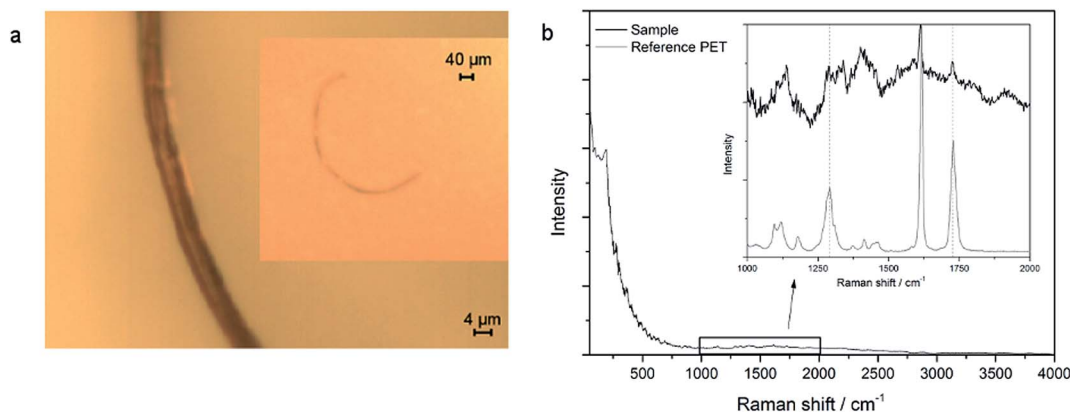 a
40 µm
4 µm
b
Sample
Reference PET
Intensity
1000 1250 1500 1750 2000
Raman shift / cm-1
Intensity
500 1000 1500 2000 2500 3000 3500 4000
Raman shift / cm⁻¹